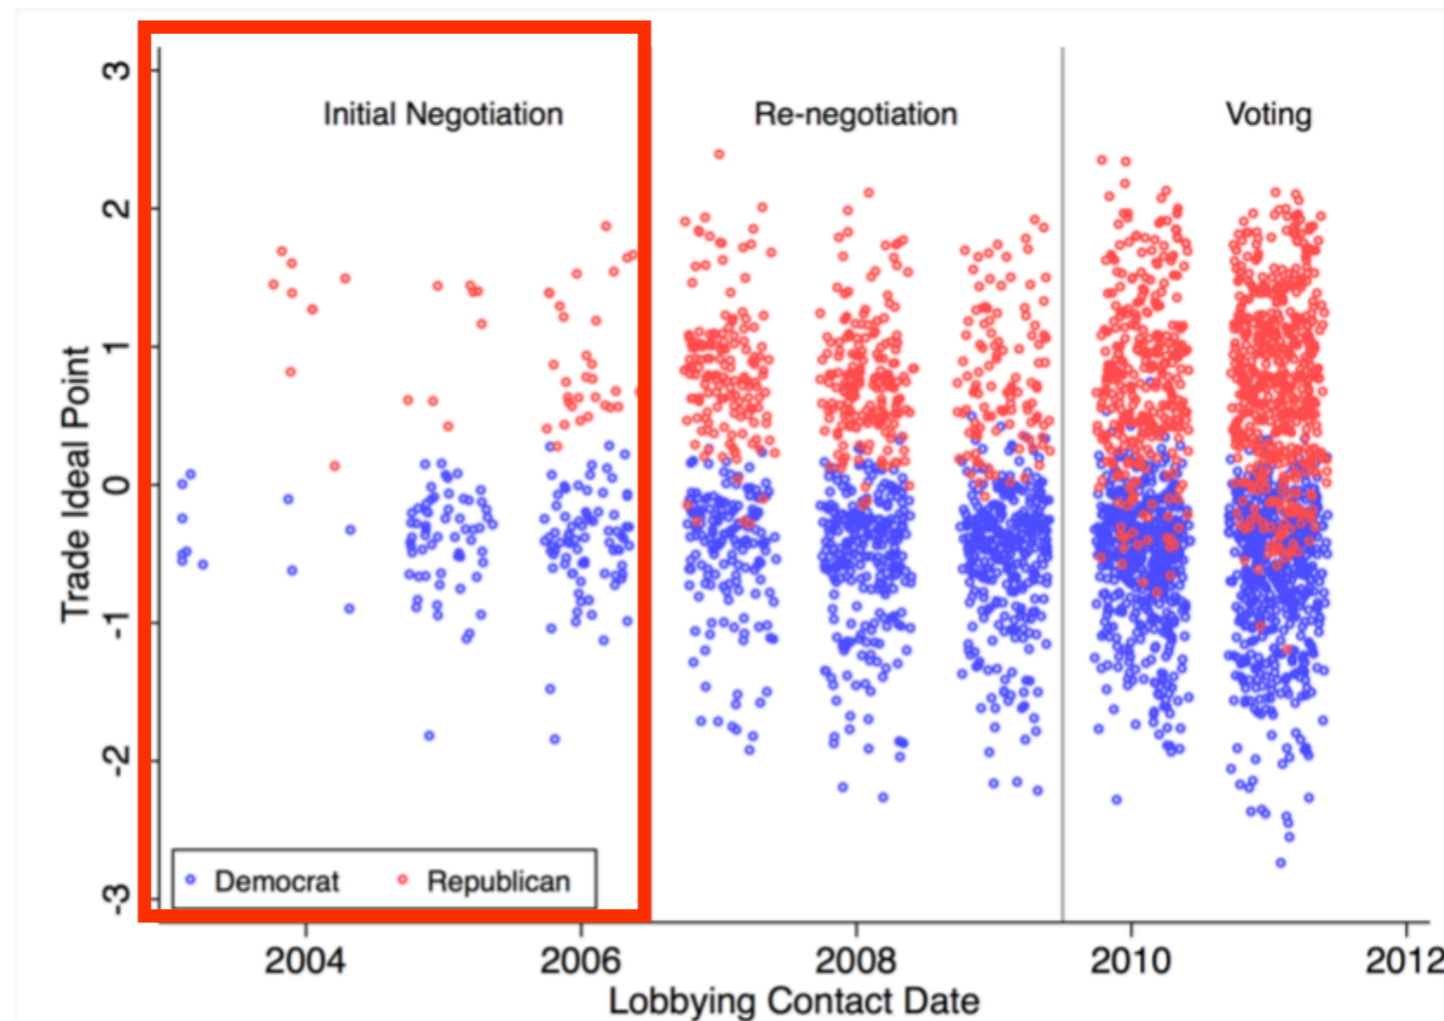 Initial Negotiation
Re-negotiation
Voting
Trade Ideal Point
3
2
1
0
-1
-2
-3
Democrat
Republican
2004
2006
2008
2010
2012
Lobbying Contact Date